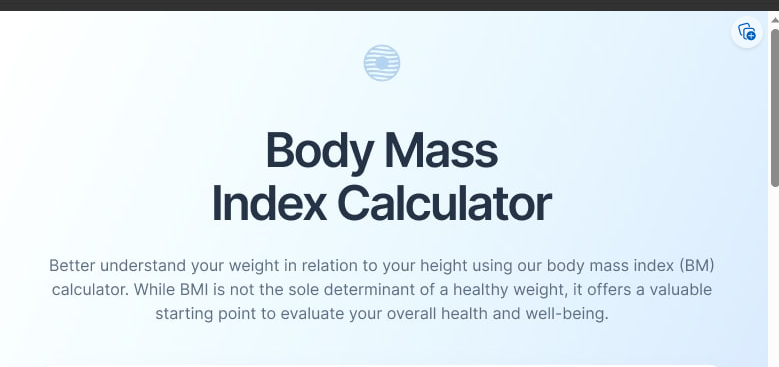 Body Mass
Index Calculator
Better understand your weight in relation to your height using our body mass index (BM)
calculator. While BMI is not the sole determinant of a healthy weight, it offers a valuable
starting point to evaluate your overall health and well-being.